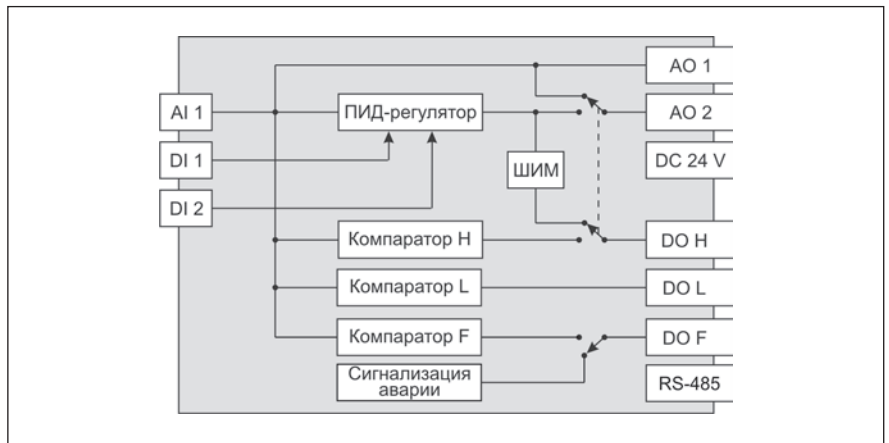 AO 1
AI 1
ПИД-регулятор
AO 2
DI 1
DC 24 V
ШИМ
DI 2
Компаратор H
DO H
Компаратор L
DO L
Компаратор F
DO F
Сигнализация
аварии
RS-485